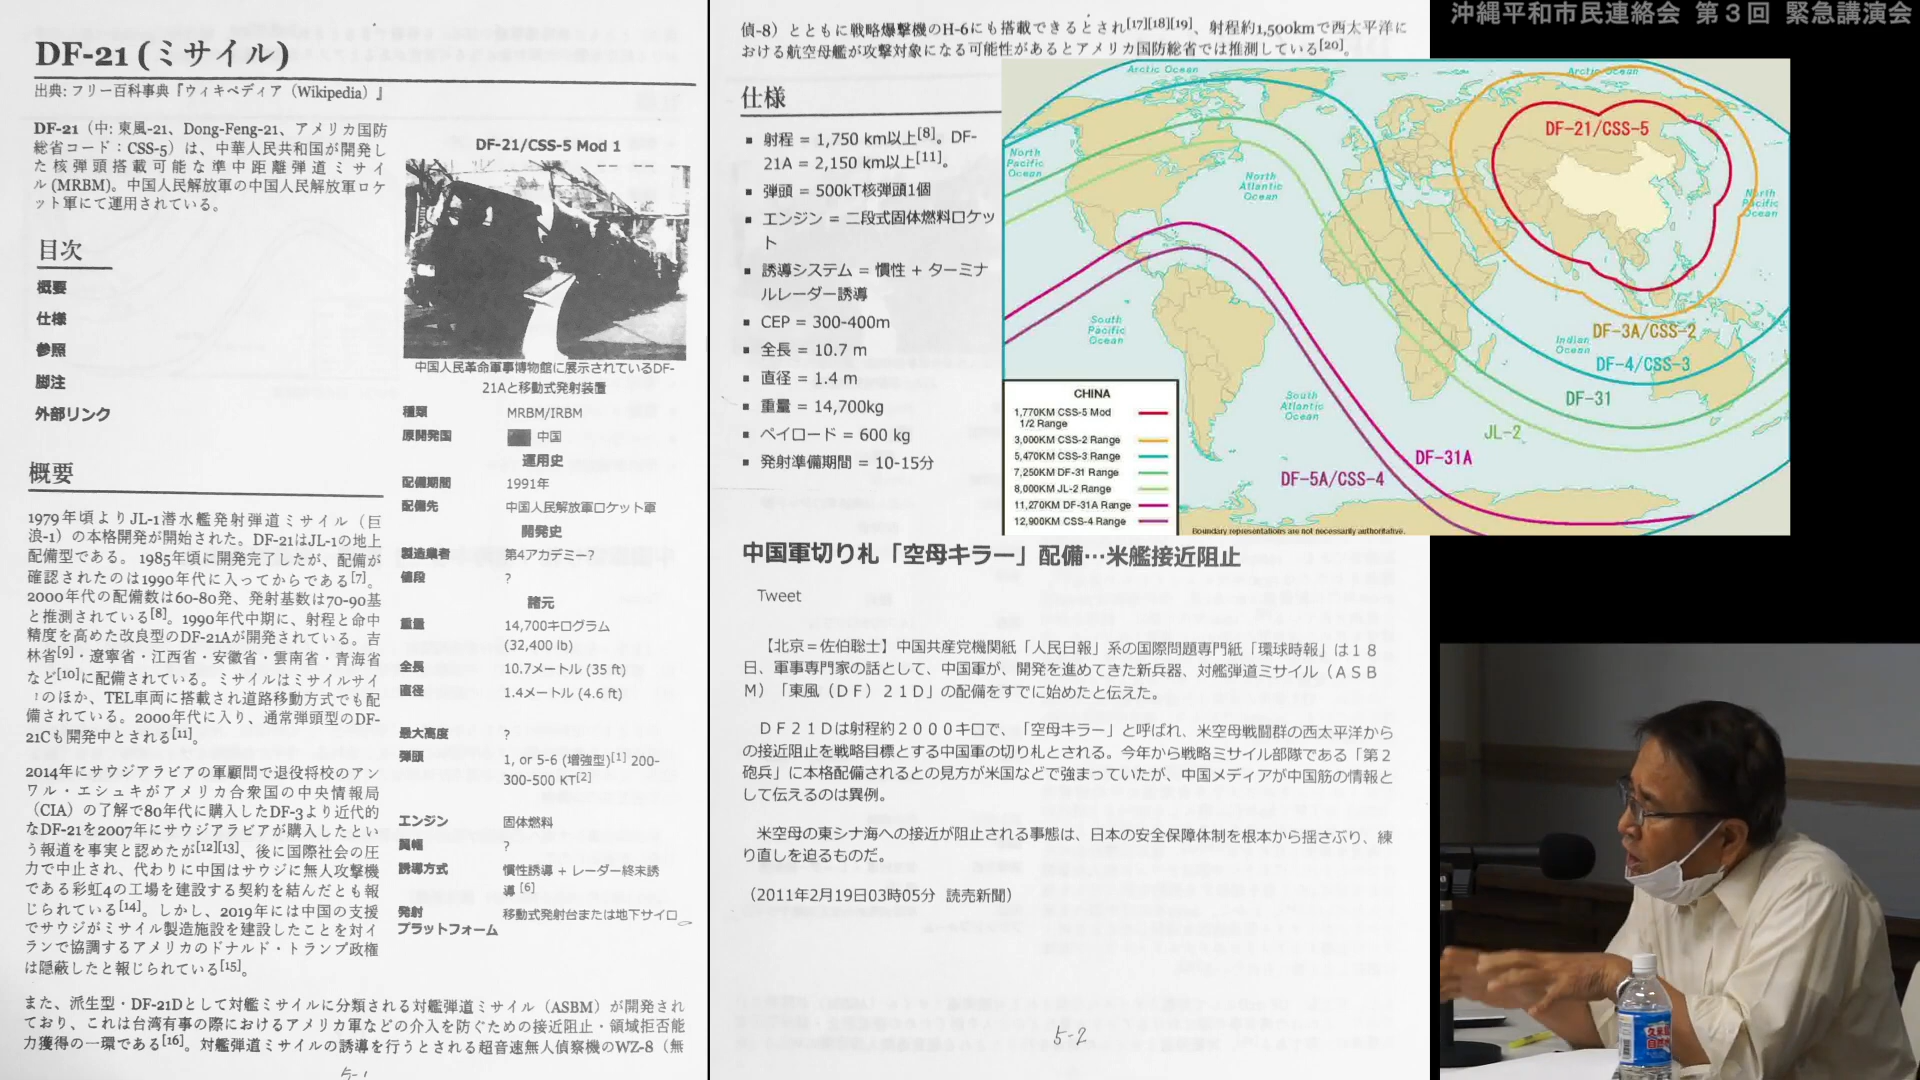 沖縄平和市民連絡会 第３回 緊急講演会
DF-21 (ミサイル)
出典: フリー百科事典『ウィキペディア（Wikipedia）』
DF-21（中: 東風-21、Dong-Feng-21、アメリカ国防
総省コード：CSS-5）は、中華人民共和国が開発し
た核弾頭搭載可能な準中距離弾道ミサイ
ル(MRBM)。中国人民解放軍の中国人民解放軍ロケ
ット軍にて運用されている。
目次
概要
仕様
参照
脚注
外部リンク
概要
1979年頃よりJL-1潜水艦発射弾道ミサイル（巨
浪-1）の本格開発が開始された。DF-21はJL-1の地上
配備型である。1985年頃に開発完了したが、配備が
確認されたのは1990年代に入ってからである[7]。
2000年代の配備数は60-80発、発射基数は70-90基
と推測されている[8]。1990年代中期に、射程と命中
精度を高めた改良型のDF-21Aが開発されている。吉
林省[9]・遼寧省・江西省・安徽省・雲南省・青海省
など[10]に配備されている。ミサイルはミサイルサイ
のほか、TEL車両に搭載され道路移動方式でも配
備されている。2000年代に入り、通常弾頭型のDF-
21Cも開発中とされる[11]。
2014年にサウジアラビアの軍顧問で退役将校のアン
ワル・エシュキがアメリカ合衆国の中央情報局
（CIA）の了解で80年代に購入したDF-3より近代的
なDF-21を2007年にサウジアラビアが購入したとい
う報道を事実と認めたが[12][13]、後に国際社会の圧
力で中止され、代わりに中国はサウジに無人攻撃機
である彩虹4の工場を建設する契約を結んだとも報
じられている[14]。しかし、2019年には中国の支援
でサウジがミサイル製造施設を建設したことを対イ
ランで協調するアメリカのドナルド・トランプ政権
は隠蔽したと報じられている[15]。
また、派生型・DF-21Dとして対艦ミサイルに分類される対艦弾道ミサイル（ASBM）が開発され
ており、これは台湾有事の際におけるアメリカ軍などの介入を防ぐための接近阻止・領域拒否能
力獲得の一環である[16]。対艦弾道ミサイルの誘導を行うとされる超音速無人偵察機のWZ-8（無
5-1
DF-21/CSS-5 Mod 1
中国人民革命軍事博物館に展示されているDF-
21Aと移動式発射装置
種類 MRBM/IRBM
原開発国 中国
運用史
配備期間 1991年
配備先 中国人民解放軍ロケット軍
開発史
製造業者 第4アカデミー?
値段 ?
諸元
重量 14,700キログラム
(32,400 lb)
全長 10.7メートル (35 ft)
直径 1.4メートル (4.6 ft)
最大高度 ?
弾頭 1, or 5-6 (増強型)[1] 200-
300-500 KT[2]
エンジン 固体燃料
翼幅 ?
誘導方式 慣性誘導 + レーダー終末誘
導 [6]
発射 移動式発射台または地下サイロ
プラットフォーム
偵-8）とともに戦略爆撃機のH-6にも搭載できるとされ[17][18][19]、射程約1,500kmで西太平洋に
おける航空母艦が攻撃対象になる可能性があるとアメリカ国防総省では推測している[20]。
仕様
▪ 射程 = 1,750 km以上[8]。DF-
21A = 2,150 km以上[11]。
▪ 弾頭 = 500kT核弾頭1個
▪ エンジン = 二段式固体燃料ロケッ
ト
▪ 誘導システム = 慣性 + ターミナ
ルレーダー誘導
▪ CEP = 300-400m
▪ 全長 = 10.7 m
▪ 直径 = 1.4 m
▪ 重量 = 14,700kg
▪ ペイロード = 600 kg
▪ 発射準備期間 = 10-15分
Arctic Ocean
Arctic Ocean
North
Pacific
Ocean
North
Atlantic
Ocean
North
Pacific
Ocean
South
Pacific
Ocean
South
Atlantic
Ocean
Indian
Ocean
DF-21/CSS-5
DF-3A/CSS-2
DF-4/CSS-3
DF-31
JL-2
DF-31A
DF-5A/CSS-4
CHINA
1,770KM CSS-5 Mod
1/2 Range
3,000KM CSS-2 Range
5,470KM CSS-3 Range
7,250KM DF-31 Range
8,000KM JL-2 Range
11,270KM DF-31A Range
12,900KM CSS-4 Range
Boundary representations are not necessarily authoritative.
中国軍切り札「空母キラー」配備…米艦接近阻止
Tweet
【北京＝佐伯聡士】中国共産党機関紙「人民日報」系の国際問題専門紙「環球時報」は１８
日、軍事専門家の話として、中国軍が、開発を進めてきた新兵器、対艦弾道ミサイル（ＡＳＢ
Ｍ）「東風（ＤＦ）２１Ｄ」の配備をすでに始めたと伝えた。
ＤＦ２１Ｄは射程約２０００キロで、「空母キラー」と呼ばれ、米空母戦闘群の西太平洋から
の接近阻止を戦略目標とする中国軍の切り札とされる。今年から戦略ミサイル部隊である「第２
砲兵」に本格配備されるとの見方が米国などで強まっていたが、中国メディアが中国筋の情報と
して伝えるのは異例。
米空母の東シナ海への接近が阻止される事態は、日本の安全保障体制を根本から揺さぶり、練
り直しを迫るものだ。
（2011年2月19日03時05分 読売新聞）
5-2